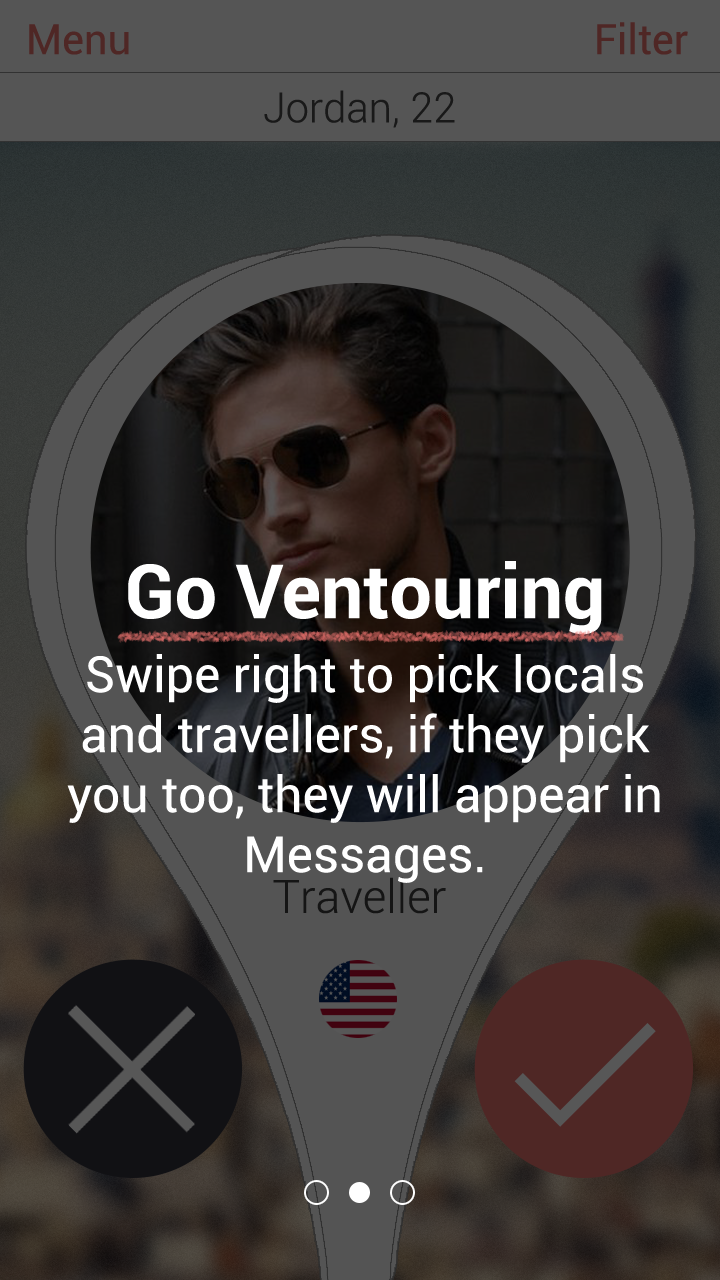 Menu
Filter
Jordan, 22
Go Ventouring
Swipe right to pick locals
and travellers, if they pick
you too, they will appear in
Messages.
Traveller